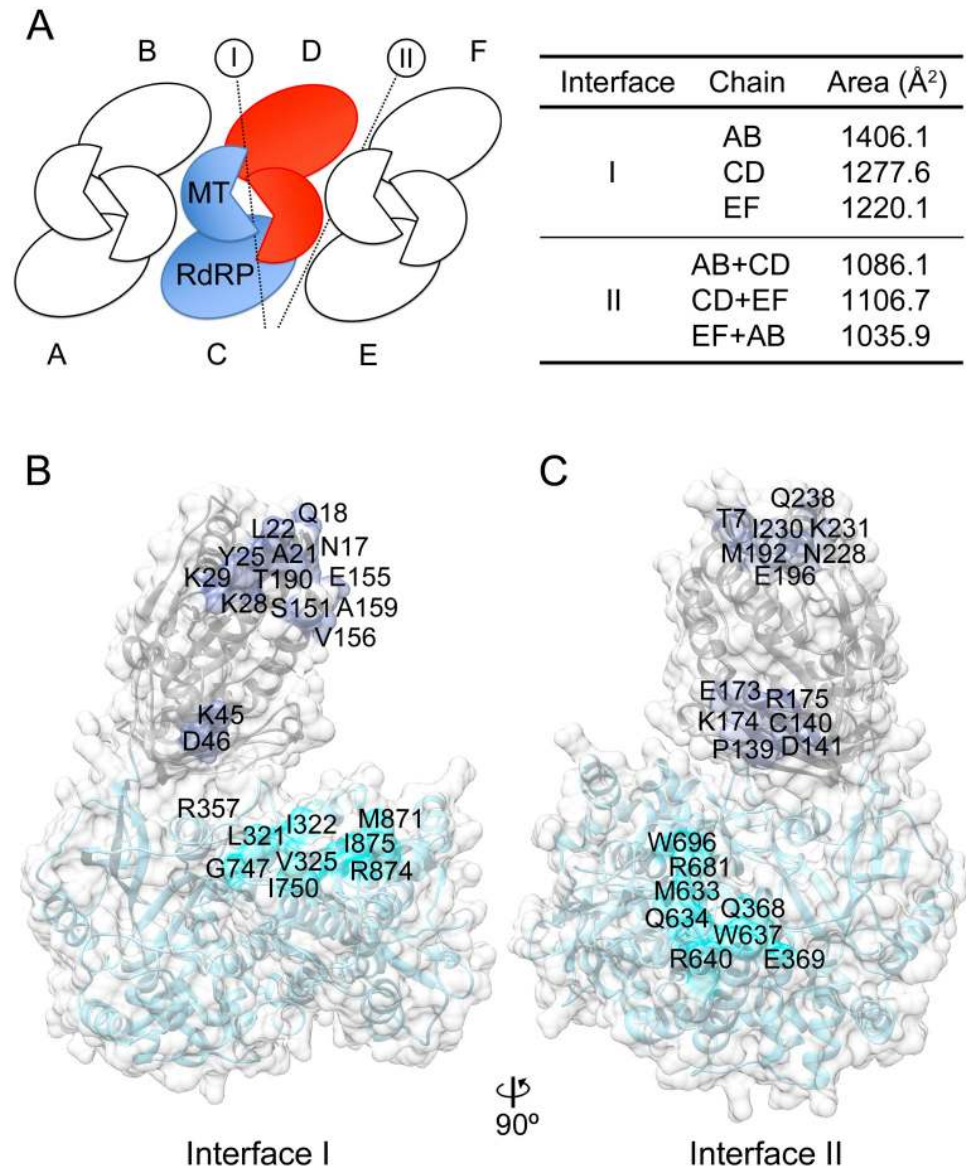 A
B I D II F
MT
RdRP
A C E
Interface Chain Area (Å²)
AB 1406.1
I CD 1277.6
EF 1220.1
AB+CD 1086.1
II CD+EF 1106.7
EF+AB 1035.9
B
Q18
L22
Y25 A21 N17
K29 T190 E155
K28 S151 A159
V156
K45
D46
R357
L321 I322 M871
G747 V325 I875
I750 R874
Interface I
C
Q238
T7 I230 K231
M192 N228
E196
E173 R175
K174 C140
P139 D141
W696
R681
M633 Q368
Q634 W637
R640 E369
90º
Interface II